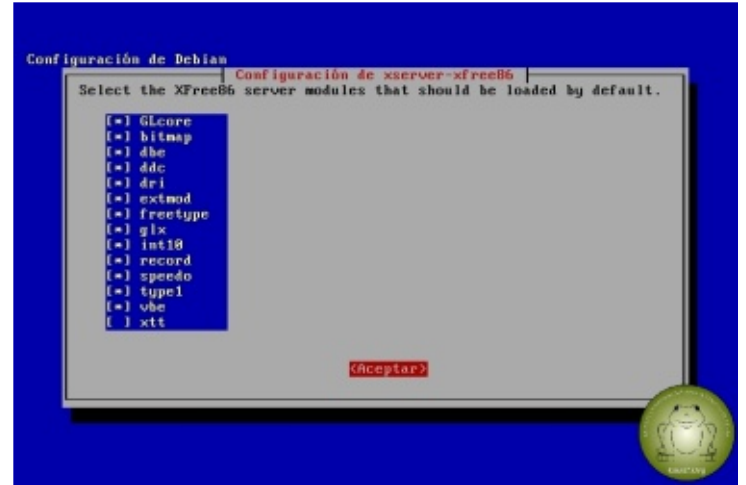 Configuración de Debian
Configuración de xserver-xfree86
Select the XFree86 server modules that should be loaded by default.
[*] GLcore
[*] bitmap
[*] dbe
[*] ddc
[*] dri
[*] extmod
[*] freetype
[*] glx
[*] int10
[*] record
[*] speedo
[*] type1
[*] vbe
[ ] xtt
<Aceptar>